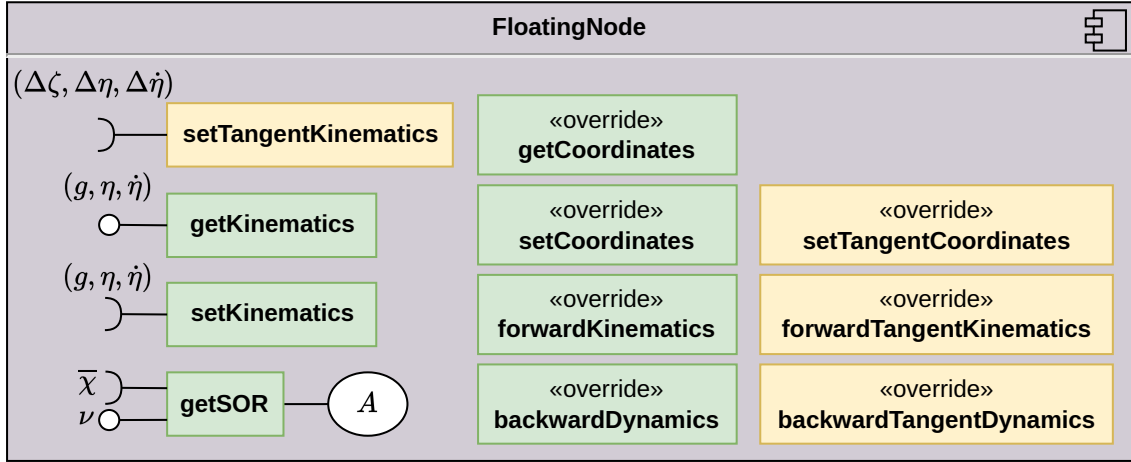 FloatingNode
(Δζ, Δη, Δη̇)
setTangentKinematics
«override»
getCoordinates
(g, η, η̇)
getKinematics
«override»
setCoordinates
«override»
setTangentCoordinates
(g, η, η̇)
setKinematics
«override»
forwardKinematics
«override»
forwardTangentKinematics
χ̅
ν
getSOR
A
«override»
backwardDynamics
«override»
backwardTangentDynamics